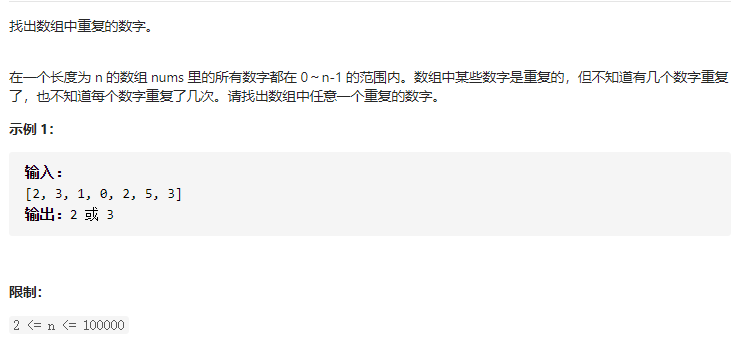 找出数组中重复的数字。
在一个长度为 n 的数组 nums 里的所有数字都在 0～n-1 的范围内。数组中某些数字是重复的，但不知道有几个数字重复
了，也不知道每个数字重复了几次。请找出数组中任意一个重复的数字。
示例 1：
输入：
[2, 3, 1, 0, 2, 5, 3]
输出：2 或 3
限制：
2 <= n <= 100000